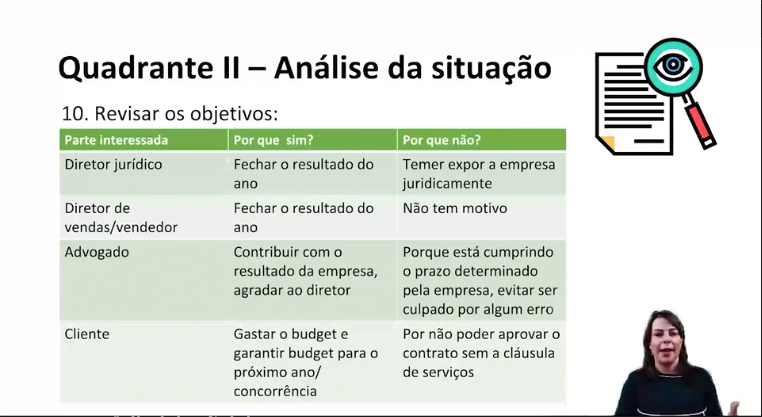 Quadrante II – Análise da situação
10. Revisar os objetivos:
Parte interessada Por que sim? Por que não?
Diretor jurídico
Fechar o resultado do
ano
Temer expor a empresa
juridicamente
Diretor de
vendas/vendedor
Fechar o resultado do
ano
Não tem motivo
Advogado
Contribuir com o
resultado da empresa,
agradar ao diretor
Porque está cumprindo
o prazo determinado
pela empresa, evitar ser
culpado por algum erro
Cliente
Gastar o budget e
garantir budget para o
próximo ano/
concorrência
Por não poder aprovar o
contrato sem a cláusula
de serviços